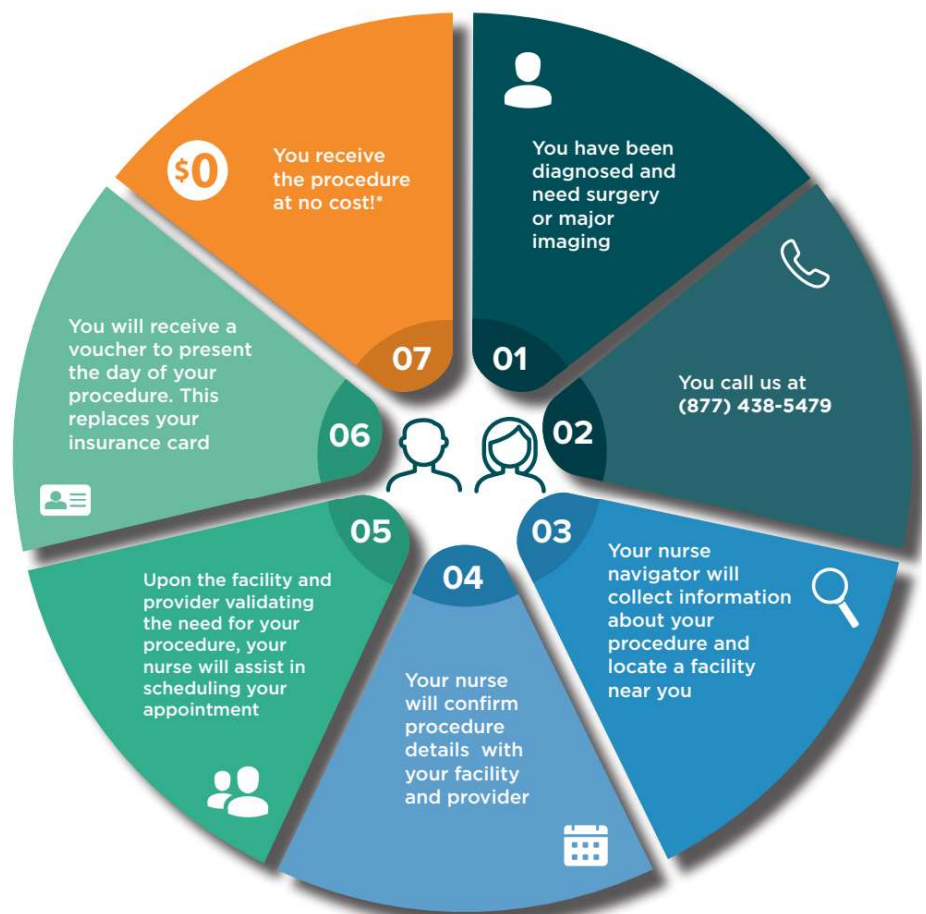 01
You have been
diagnosed and
need surgery
or major
imaging
02
You call us at
(877) 438-5479
03
Your nurse
navigator will
collect information
about your
procedure and
locate a facility
near you
04
Your nurse
will confirm
procedure
details with
your facility
and provider
05
Upon the facility and
provider validating
the need for your
procedure, your
nurse will assist in
scheduling your
appointment
06
You will receive a
voucher to present
the day of your
procedure. This
replaces your
insurance card
07
$0
You receive
the procedure
at no cost!*